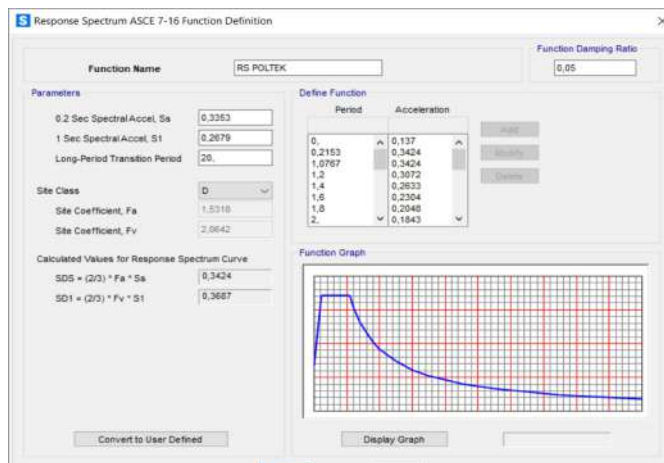 Response Spectrum ASCE 7-16 Function Definition
Function Damping Ratio
Function Name
RS POLTEK
0,05
Parameters
0.2 Sec Spectral Accel, Ss
0,3353
1 Sec Spectral Accel, S1
0,2679
Long-Period Transition Period
20,
Site Class
D
Site Coefficient, Fa
1,5318
Site Coefficient, Fv
2,0642
Calculated Values for Response Spectrum Curve
SDS = (2/3) * Fa * Ss
0,3424
SD1 = (2/3) * Fv * S1
0,3687
Convert to User Defined
Define Function
Period Acceleration
0, 0,137
0,2153 0,3424
1,0767 0,3424
1,2 0,3072
1,4 0,2633
1,6 0,2304
1,8 0,2048
2, 0,1843
Add
Modify
Delete
Function Graph
Display Graph